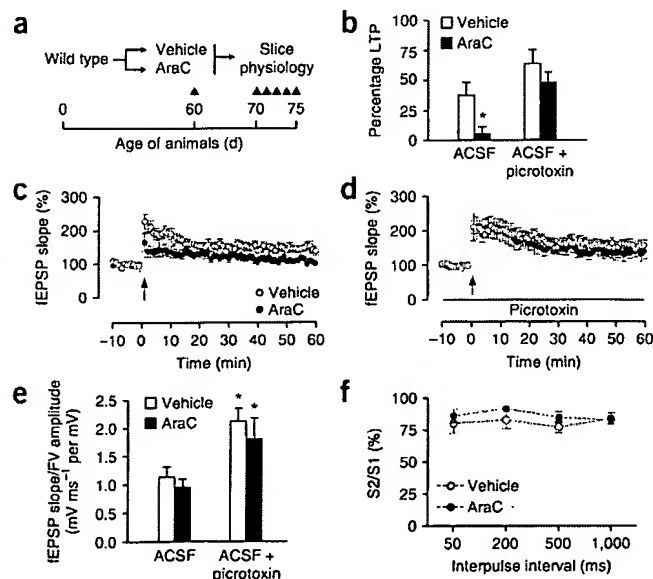 a
Wild type
Vehicle
AraC
Slice
physiology
0
60
70
75
Age of animals (d)
b
Percentage LTP
100
75
50
25
0
Vehicle
AraC
*
ACSF
ACSF +
picrotoxin
c
fEPSP slope (%)
300
200
100
Vehicle
AraC
–10 0 10 20 30 40 50 60
Time (min)
d
fEPSP slope (%)
300
200
100
Vehicle
AraC
Picrotoxin
–10 0 10 20 30 40 50 60
Time (min)
e
fEPSP slope/FV amplitude
(mV ms⁻¹ per mV)
2.5
2.0
1.5
1.0
0.5
0.0
Vehicle
AraC
* *
ACSF
ACSF +
picrotoxin
f
S2/S1 (%)
100
75
50
25
0
Vehicle
AraC
50 200 500 1,000
Interpulse interval (ms)